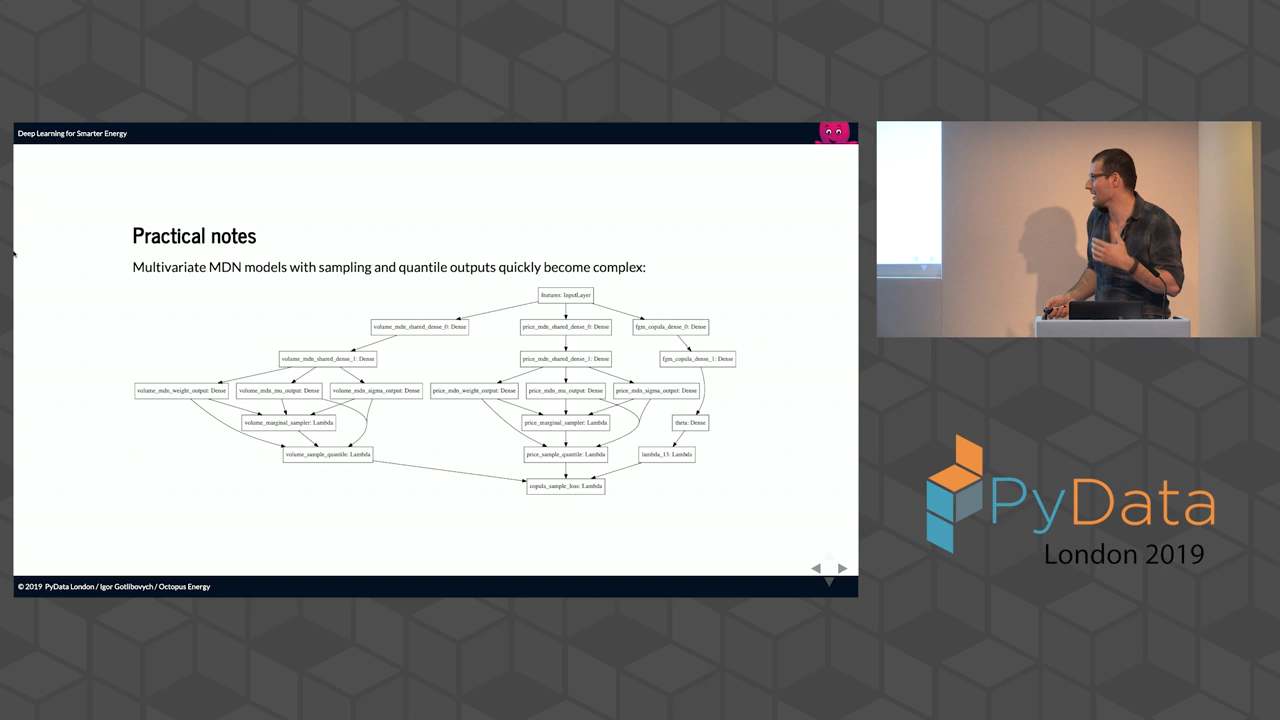 Deep Learning for Smarter Energy
Practical notes
Multivariate MDN models with sampling and quantile outputs quickly become complex:
features: InputLayer
volume_mdn_shared_dense_0: Dense
price_mdn_shared_dense_0: Dense
fgm_copula_dense_0: Dense
volume_mdn_shared_dense_1: Dense
price_mdn_shared_dense_1: Dense
fgm_copula_dense_1: Dense
volume_mdn_weight_output: Dense
volume_mdn_mu_output: Dense
volume_mdn_sigma_output: Dense
price_mdn_weight_output: Dense
price_mdn_mu_output: Dense
price_mdn_sigma_output: Dense
volume_marginal_sampler: Lambda
price_marginal_sampler: Lambda
theta: Dense
volume_sample_quantile: Lambda
price_sample_quantile: Lambda
lambda_13: Lambda
copula_sample_loss: Lambda
© 2019 PyData London / Igor Gotlibovych / Octopus Energy
PyData
London 2019